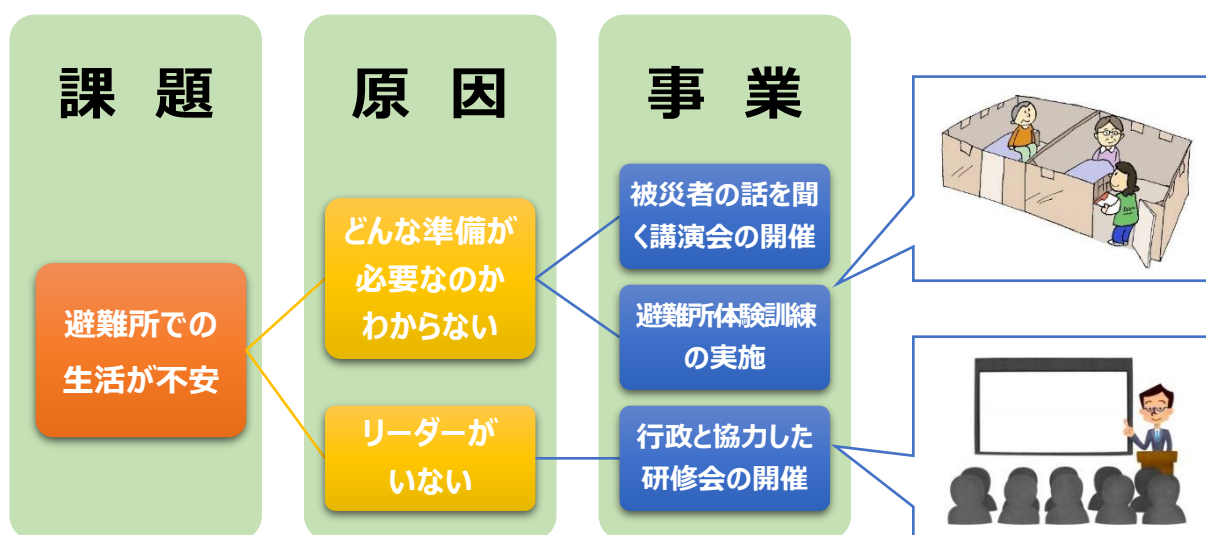 課 題
避難所での
生活が不安
原 因
どんな準備が
必要なのか
わからない
リーダーが
いない
事 業
被災者の話を聞
く講演会の開催
避難所体験訓練
の実施
行政と協力した
研修会の開催